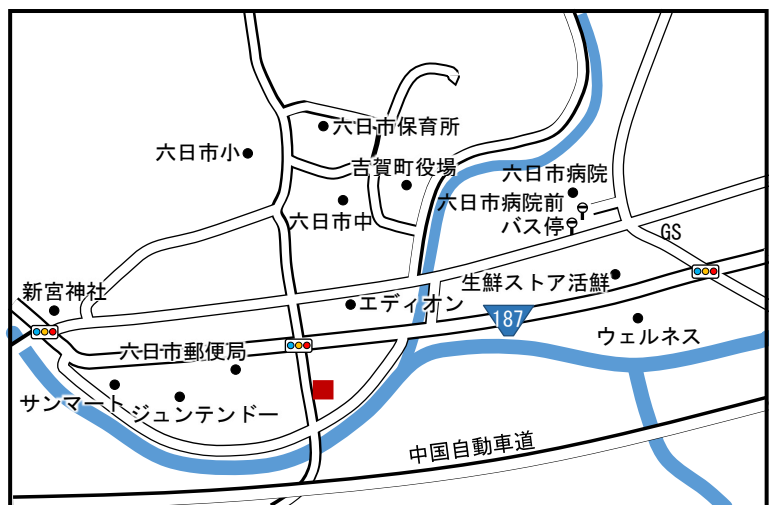 六日市保育所
六日市小
吉賀町役場
六日市病院
六日市病院前
バス停
六日市中
GS
新宮神社
生鮮ストア活鮮
エディオン
187
ウェルネス
六日市郵便局
サンマート
ジュンテンドー
中国自動車道